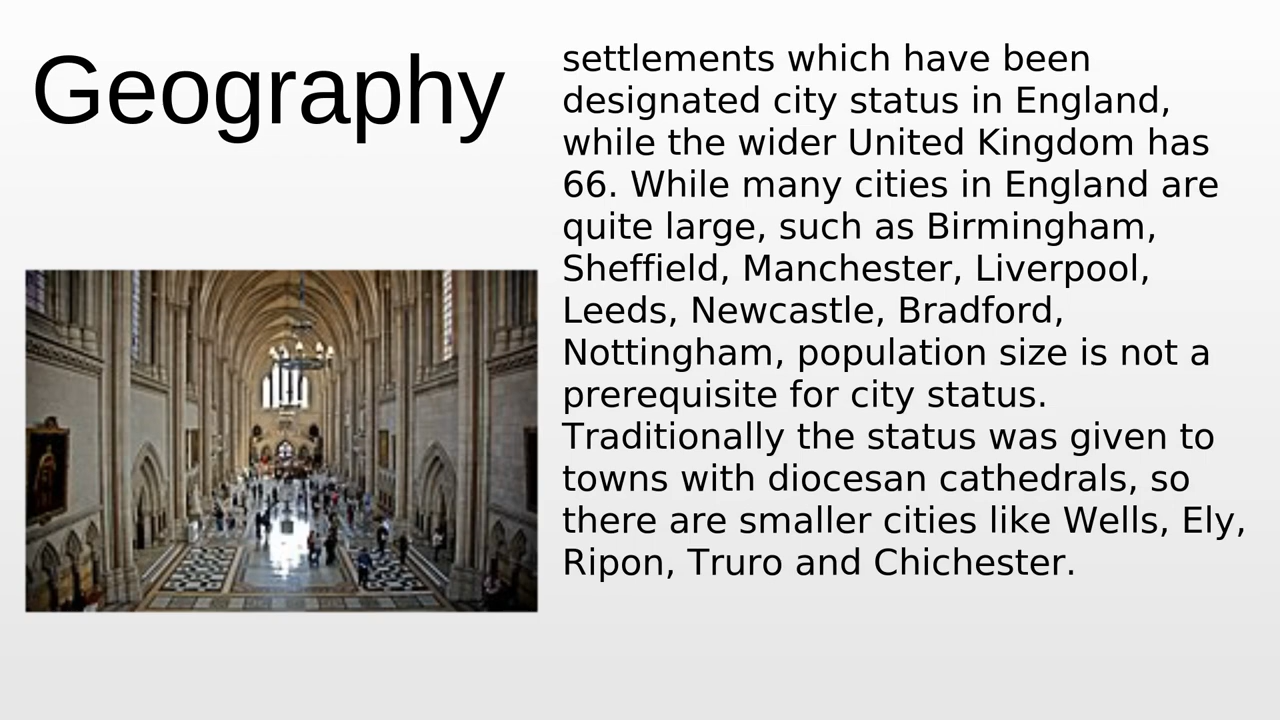 Geography
settlements which have been
designated city status in England,
while the wider United Kingdom has
66. While many cities in England are
quite large, such as Birmingham,
Sheffield, Manchester, Liverpool,
Leeds, Newcastle, Bradford,
Nottingham, population size is not a
prerequisite for city status.
Traditionally the status was given to
towns with diocesan cathedrals, so
there are smaller cities like Wells, Ely,
Ripon, Truro and Chichester.